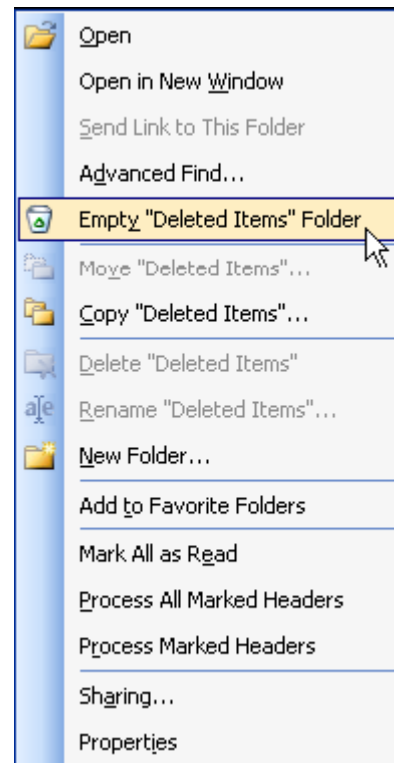 Open
Open in New Window
Send Link to This Folder
Advanced Find...
Empty "Deleted Items" Folder
Move "Deleted Items"...
Copy "Deleted Items"...
Delete "Deleted Items"
Rename "Deleted Items"...
New Folder...
Add to Favorite Folders
Mark All as Read
Process All Marked Headers
Process Marked Headers
Sharing...
Properties